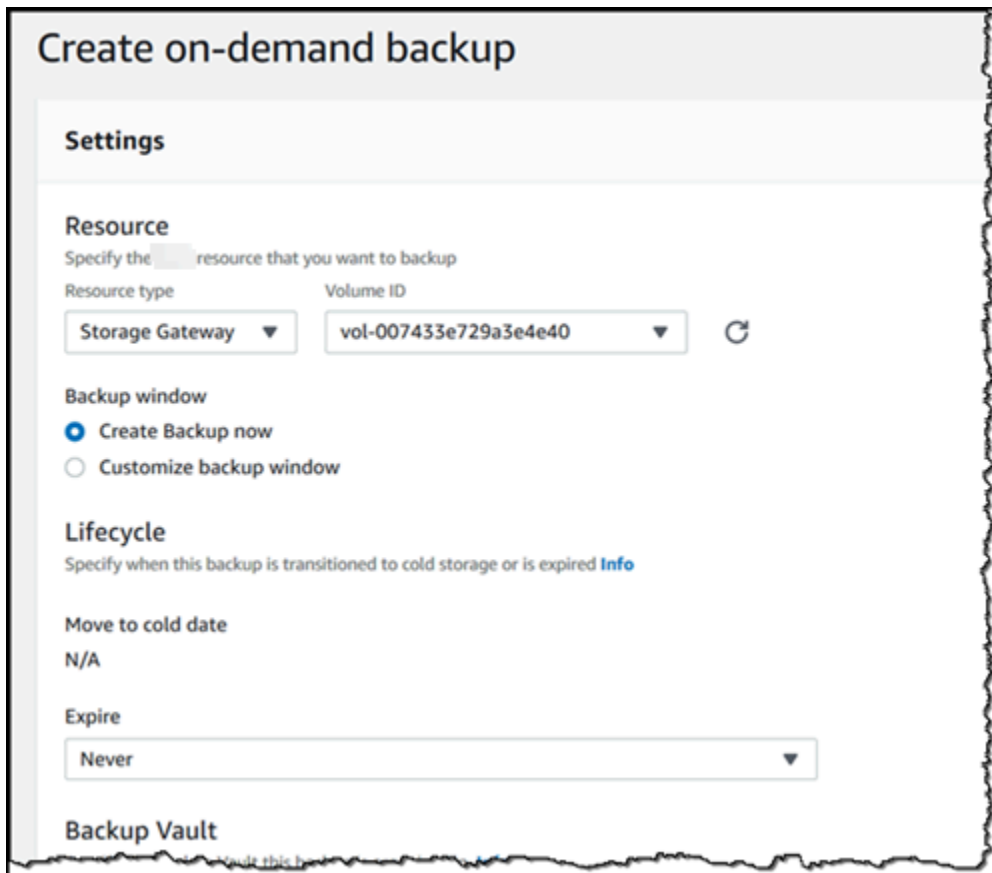 Create on-demand backup
Settings
Resource
Specify the resource that you want to backup
Resource type Volume ID
Storage Gateway vol-007433e729a3e4e40
Backup window
Create Backup now
Customize backup window
Lifecycle
Specify when this backup is transitioned to cold storage or is expired Info
Move to cold date
N/A
Expire
Never
Backup Vault